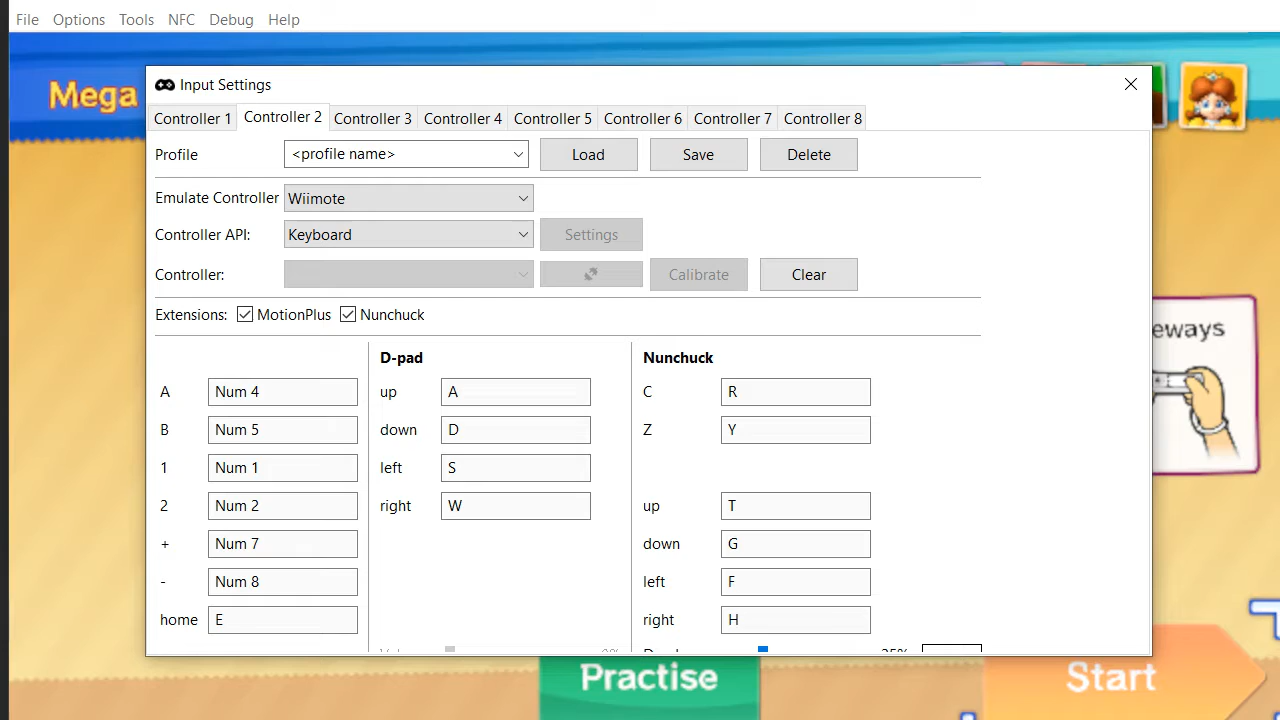 File Options Tools NFC Debug Help
Mega
Input Settings
Controller 1 Controller 2 Controller 3 Controller 4 Controller 5 Controller 6 Controller 7 Controller 8
Profile <profile name> Load Save Delete
Emulate Controller Wiimote
Controller API: Keyboard Settings
Controller: Calibrate Clear
Extensions: MotionPlus Nunchuck
D-pad Nunchuck
A Num 4 up A C R
B Num 5 down D Z Y
1 Num 1 left S
2 Num 2 right W up T
+ Num 7 down G
- Num 8 left F
home E right H
eways
Practise
Start